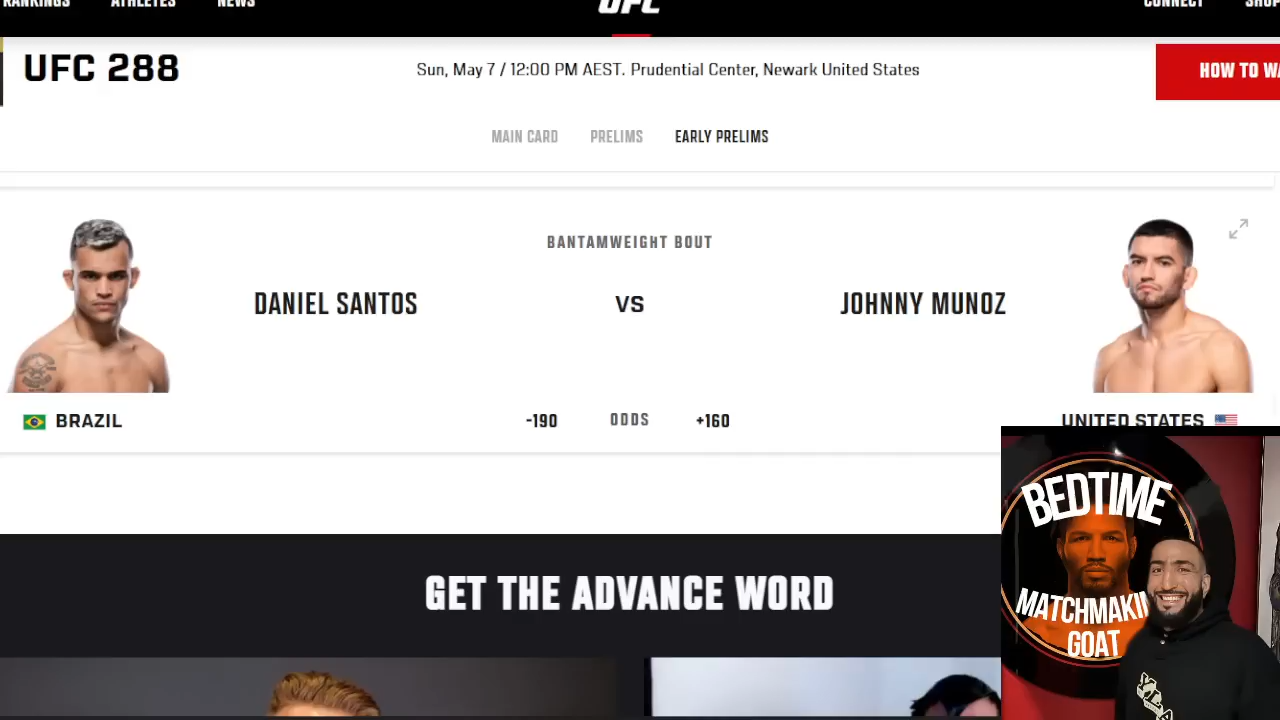 RANKINGS ATHLETES NEWS UFC CONNECT SHOP
UFC 288
Sun, May 7 / 12:00 PM AEST. Prudential Center, Newark United States
HOW TO WA
MAIN CARD PRELIMS EARLY PRELIMS
BANTAMWEIGHT BOUT
DANIEL SANTOS VS JOHNNY MUNOZ
BRAZIL -190 ODDS +160 UNITED STATES
BEDTIME
MATCHMAKIN
GOAT
GET THE ADVANCE WORD